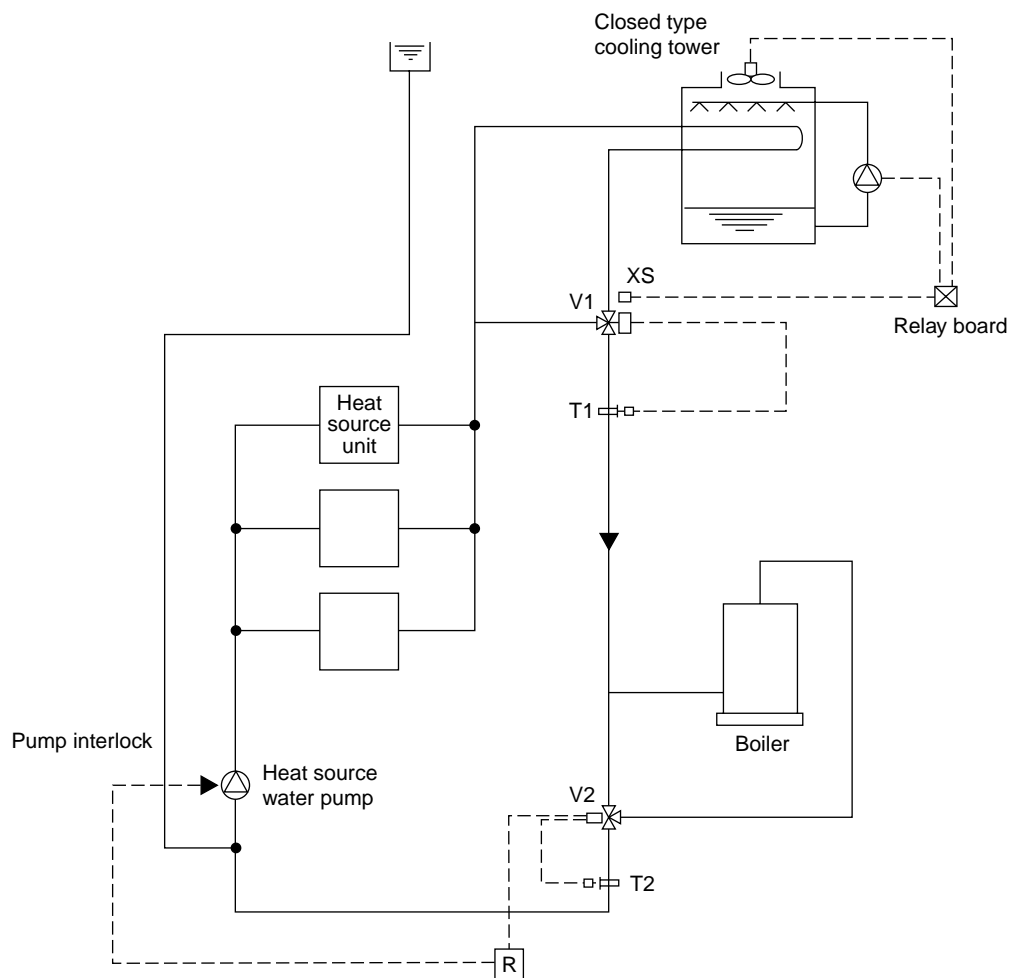 Closed type
cooling tower
XS
V1
Relay board
T1
Heat
source
unit
Pump interlock
Boiler
Heat source
water pump
V2
T2
R